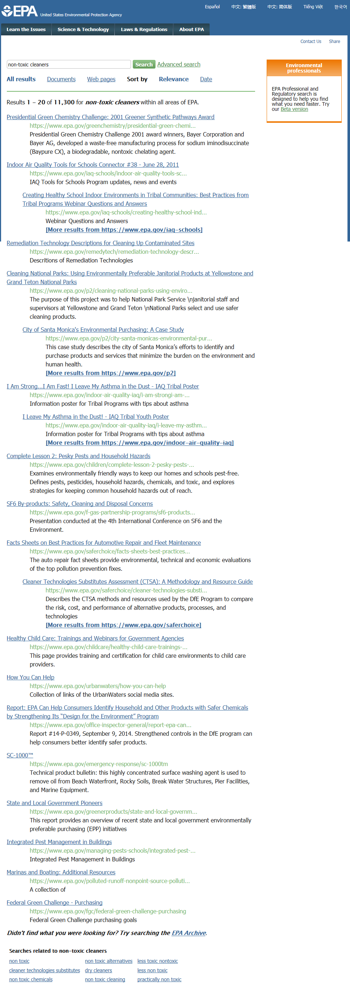 Español 中文: 繁體版 中文: 简体版 Tiếng Việt 한국어
EPA United States Environmental Protection Agency
Learn the Issues Science & Technology Laws & Regulations About EPA
Contact Us Share
non-toxic cleaners Search Advanced search
All results Documents Web pages Sort by Relevance Date
Environmental
professionals
EPA Professional and
Regulatory search is
designed to help you find
what you need faster. Try
our Beta version
Results 1 – 20 of 11,300 for non-toxic cleaners within all areas of EPA.
Presidential Green Chemistry Challenge: 2001 Greener Synthetic Pathways Award
https://www.epa.gov/greenchemistry/presidential-green-chemi...
Presidential Green Chemistry Challenge 2001 award winners, Bayer Corporation and
Bayer AG, developed a waste-free manufacturing process for sodium iminodisuccinate
(Baypure CX), a biodegradable, nontoxic chelating agent.
Indoor Air Quality Tools for Schools Connector #38 - June 28, 2011
https://www.epa.gov/iaq-schools/indoor-air-quality-tools-sc...
IAQ Tools for Schools Program updates, news and events
Creating Healthy School Indoor Environments in Tribal Communities: Best Practices from
Tribal Programs Webinar Questions and Answers
https://www.epa.gov/iaq-schools/creating-healthy-school-ind...
Webinar Questions and Answers
[More results from https://www.epa.gov/iaq-schools]
Remediation Technology Descriptions for Cleaning Up Contaminated Sites
https://www.epa.gov/remedytech/remediation-technology-descr...
Descritions of Remediation Technologies
Cleaning National Parks: Using Environmentally Preferable Janitorial Products at Yellowstone and
Grand Teton National Parks
https://www.epa.gov/p2/cleaning-national-parks-using-enviro...
The purpose of this project was to help National Park Service \njanitorial staff and
supervisors at Yellowstone and Grand Teton \nNational Parks select and use safer
cleaning products.
City of Santa Monica's Environmental Purchasing: A Case Study
https://www.epa.gov/p2/city-santa-monicas-environmental-pur...
This case study describes the city of Santa Monica’s efforts to identify and
purchase products and services that minimize the burden on the environment and
human health.
[More results from https://www.epa.gov/p2]
I Am Strong...I Am Fast! I Leave My Asthma in the Dust - IAQ Tribal Poster
https://www.epa.gov/indoor-air-quality-iaq/i-am-strongi-am-...
Information poster for Tribal Programs with tips about asthma
I Leave My Asthma in the Dust! - IAQ Tribal Youth Poster
https://www.epa.gov/indoor-air-quality-iaq/i-leave-my-asthm...
Information poster for Tribal Programs with tips about asthma
[More results from https://www.epa.gov/indoor-air-quality-iaq]
Complete Lesson 2: Pesky Pests and Household Hazards
https://www.epa.gov/children/complete-lesson-2-pesky-pests-...
Examines environmentally friendly ways to keep our homes and schools pest-free.
Defines pests, pesticides, household hazards, chemicals, and toxic, and explores
strategies for keeping common household hazards out of reach.
SF6 By-products: Safety, Cleaning and Disposal Concerns
https://www.epa.gov/f-gas-partnership-programs/sf6-products...
Presentation conducted at the 4th International Conference on SF6 and the
Environment.
Facts Sheets on Best Practices for Automotive Repair and Fleet Maintenance
https://www.epa.gov/saferchoice/facts-sheets-best-practices...
The auto repair fact sheets provide environmental, technical and economic evaluations
of the top pollution prevention fixes.
Cleaner Technologies Substitutes Assessment (CTSA): A Methodology and Resource Guide
https://www.epa.gov/saferchoice/cleaner-technologies-substi...
Describes the CTSA methods and resources used by the DfE Program to compare
the risk, cost, and performance of alternative products, processes, and
technologies
[More results from https://www.epa.gov/saferchoice]
Healthy Child Care: Trainings and Webinars for Government Agencies
https://www.epa.gov/childcare/healthy-child-care-trainings-...
This page provides training and certification for child care environments to child care
providers.
How You Can Help
https://www.epa.gov/urbanwaters/how-you-can-help
Collection of links of the UrbanWaters social media sites.
Report: EPA Can Help Consumers Identify Household and Other Products with Safer Chemicals
by Strengthening Its “Design for the Environment” Program
https://www.epa.gov/office-inspector-general/report-epa-can...
Report #14-P-0349, September 9, 2014. Strengthened controls in the DfE program can
help consumers better identify safer products.
SC-1000™
https://www.epa.gov/emergency-response/sc-1000tm
Technical product bulletin: this highly concentrated surface washing agent is used to
remove oil from Beach Waterfront, Rocky Soils, Break Water Structures, Pier Facilities,
and Marine Equipment.
State and Local Government Pioneers
https://www.epa.gov/greenerproducts/state-and-local-governm...
This report provides an overview of recent state and local government environmentally
preferable purchasing (EPP) initiatives
Integrated Pest Management in Buildings
https://www.epa.gov/managing-pests-schools/integrated-pest-...
Integrated Pest Management in Buildings
Marinas and Boating: Additional Resources
https://www.epa.gov/polluted-runoff-nonpoint-source-polluti...
A collection of
Federal Green Challenge - Purchasing
https://www.epa.gov/fgc/federal-green-challenge-purchasing
Federal Green Challenge purchasing goals
Didn't find what you were looking for? Try searching the EPA Archive.
Searches related to non-toxic cleaners
non toxic non toxic alternatives less toxic nontoxic
cleaner technologies substitutes dry cleaners less non toxic
non toxic chemicals non toxic cleaning practically non toxic